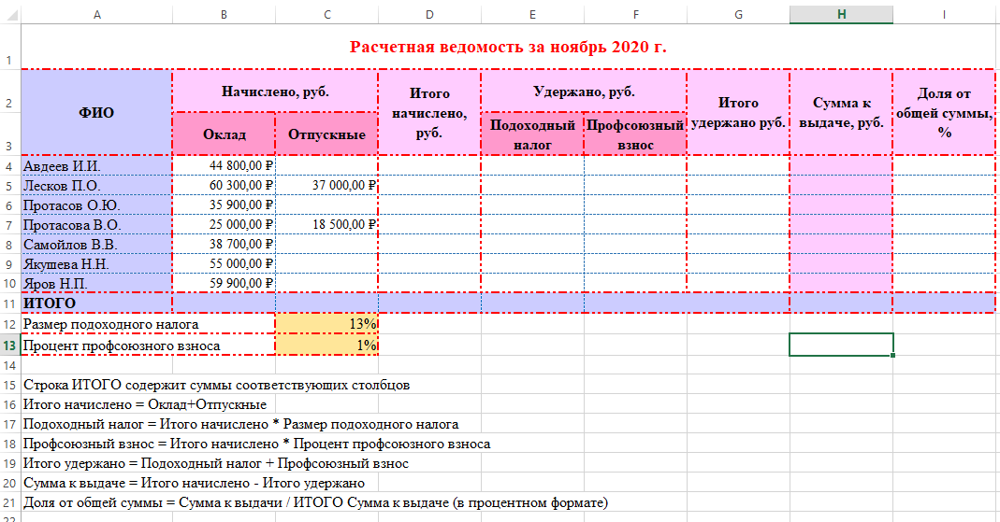 A B C D E F G H I
1 Расчетная ведомость за ноябрь 2020 г.
2 ФИО Начислено, руб. Итого начислено, руб. Удержано, руб. Итого удержано руб. Сумма к выдаче, руб. Доля от общей суммы, %
3 Оклад Отпускные Подоходный налог Профсоюзный взнос
4 Авдеев И.И. 44 800,00 ₽
5 Лесков П.О. 60 300,00 ₽ 37 000,00 ₽
6 Протасов О.Ю. 35 900,00 ₽
7 Протасова В.О. 25 000,00 ₽ 18 500,00 ₽
8 Самойлов В.В. 38 700,00 ₽
9 Якушева Н.Н. 55 000,00 ₽
10 Яров Н.П. 59 900,00 ₽
11 ИТОГО
12 Размер подоходного налога 13%
13 Процент профсоюзного взноса 1%
14
15 Строка ИТОГО содержит суммы соответствующих столбцов
16 Итого начислено = Оклад+Отпускные
17 Подоходный налог = Итого начислено * Размер подоходного налога
18 Профсоюзный взнос = Итого начислено * Процент профсоюзного взноса
19 Итого удержано = Подоходный налог + Профсоюзный взнос
20 Сумма к выдаче = Итого начислено - Итого удержано
21 Доля от общей суммы = Сумма к выдачи / ИТОГО Сумма к выдаче (в процентном формате)
22